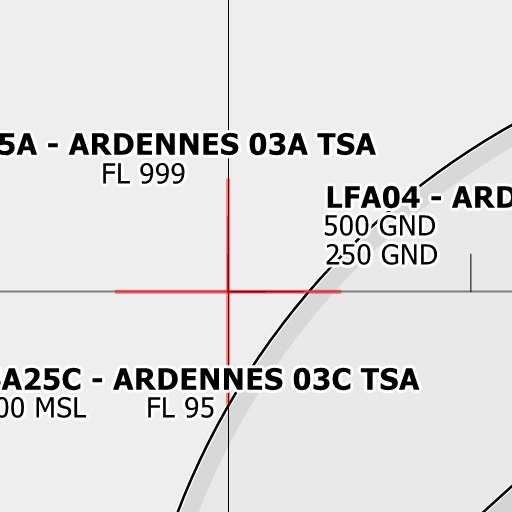 5A - ARDENNES 03A TSA
FL 999
LFA04 - ARD
500 GND
250 GND
A25C - ARDENNES 03C TSA
00 MSL FL 95